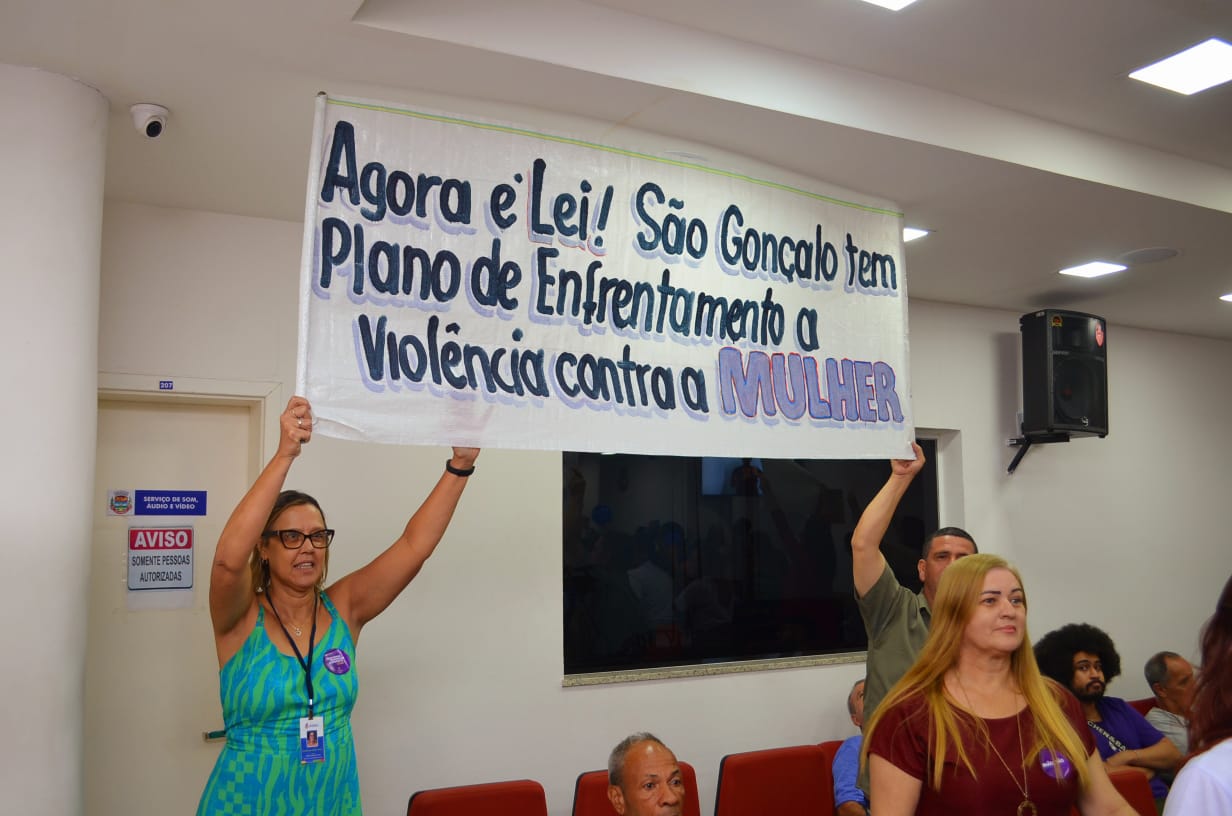 Agora é Lei! São Gonçalo tem
Plano de Enfrentamento a
Violência contra a MULHER
207
SERVIÇO DE SOM,
ÁUDIO E VÍDEO
AVISO
SOMENTE PESSOAS
AUTORIZADAS